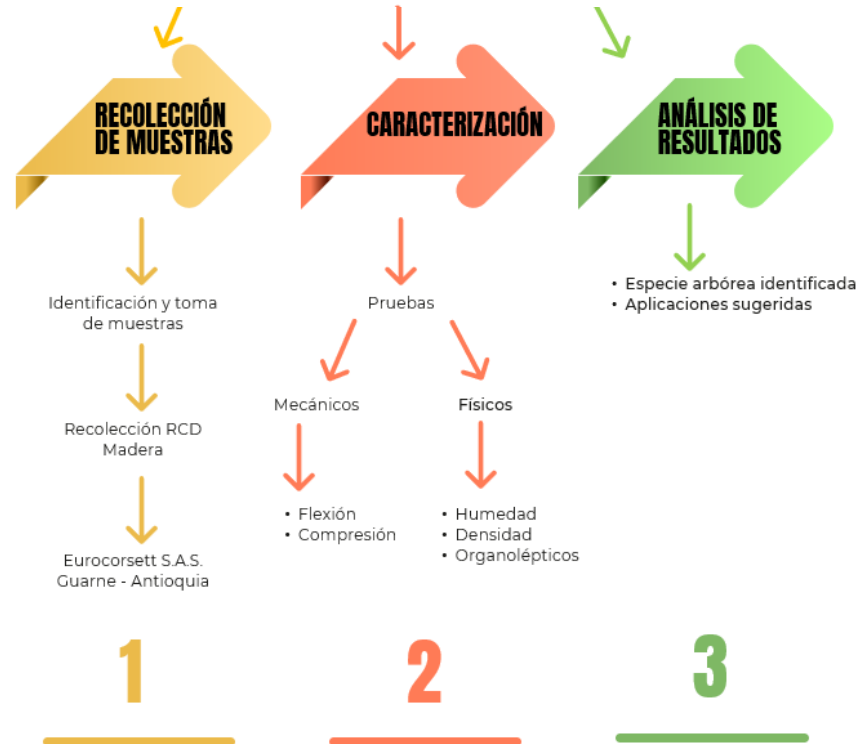 RECOLECCIÓN
DE MUESTRAS
Identificación y toma
de muestras
Recolección RCD
Madera
Eurocorsett S.A.S.
Guarne - Antioquia
1
CARACTERIZACIÓN
Pruebas
Mecánicos
• Flexión
• Compresión
Físicos
• Humedad
• Densidad
• Organolépticos
2
ANÁLISIS DE
RESULTADOS
• Especie arbórea identificada
• Aplicaciones sugeridas
3